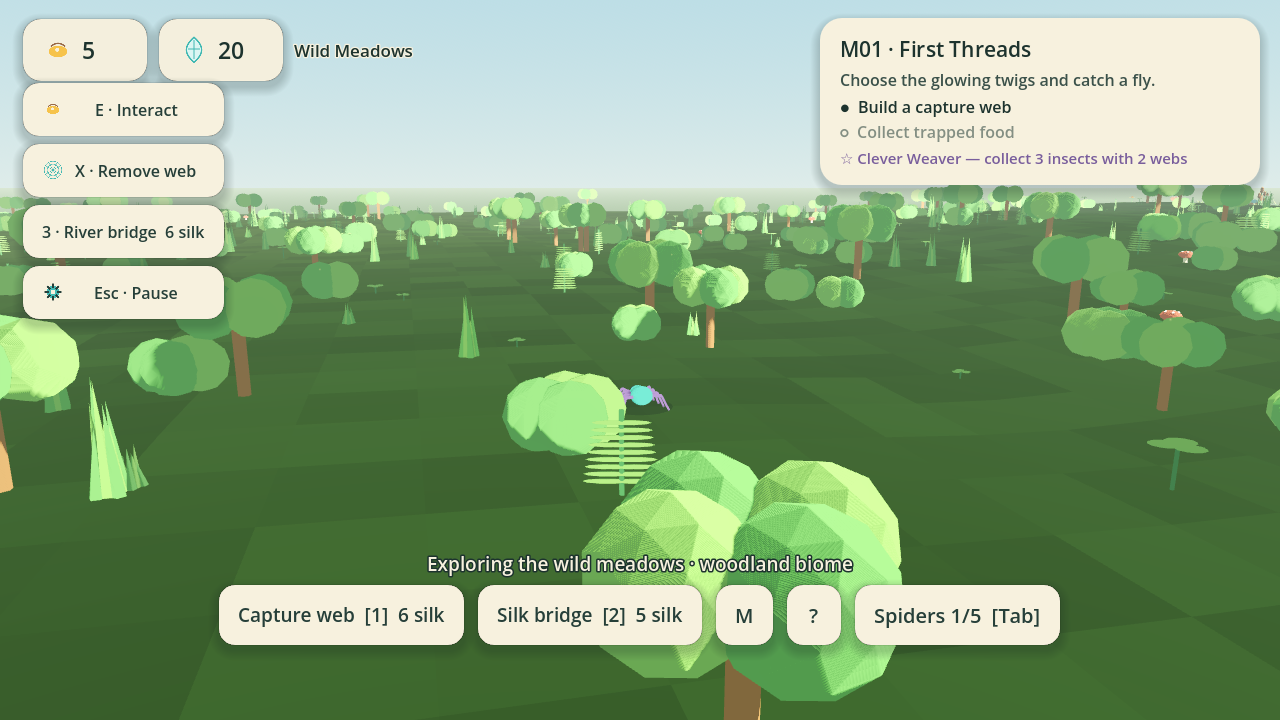 5
20
Wild Meadows
E · Interact
X · Remove web
3 · River bridge 6 silk
Esc · Pause
M01 · First Threads
Choose the glowing twigs and catch a fly.
Build a capture web
Collect trapped food
☆ Clever Weaver — collect 3 insects with 2 webs
Exploring the wild meadows · woodland biome
Capture web [1] 6 silk
Silk bridge [2] 5 silk
M
?
Spiders 1/5 [Tab]